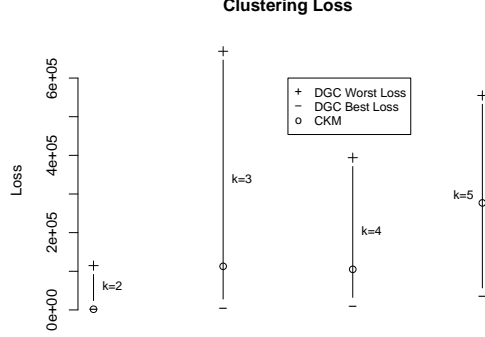 Clustering Loss
Loss
0e+00
2e+05
4e+05
6e+05
+ DGC Worst Loss
− DGC Best Loss
o CKM
k=2
k=3
k=4
k=5